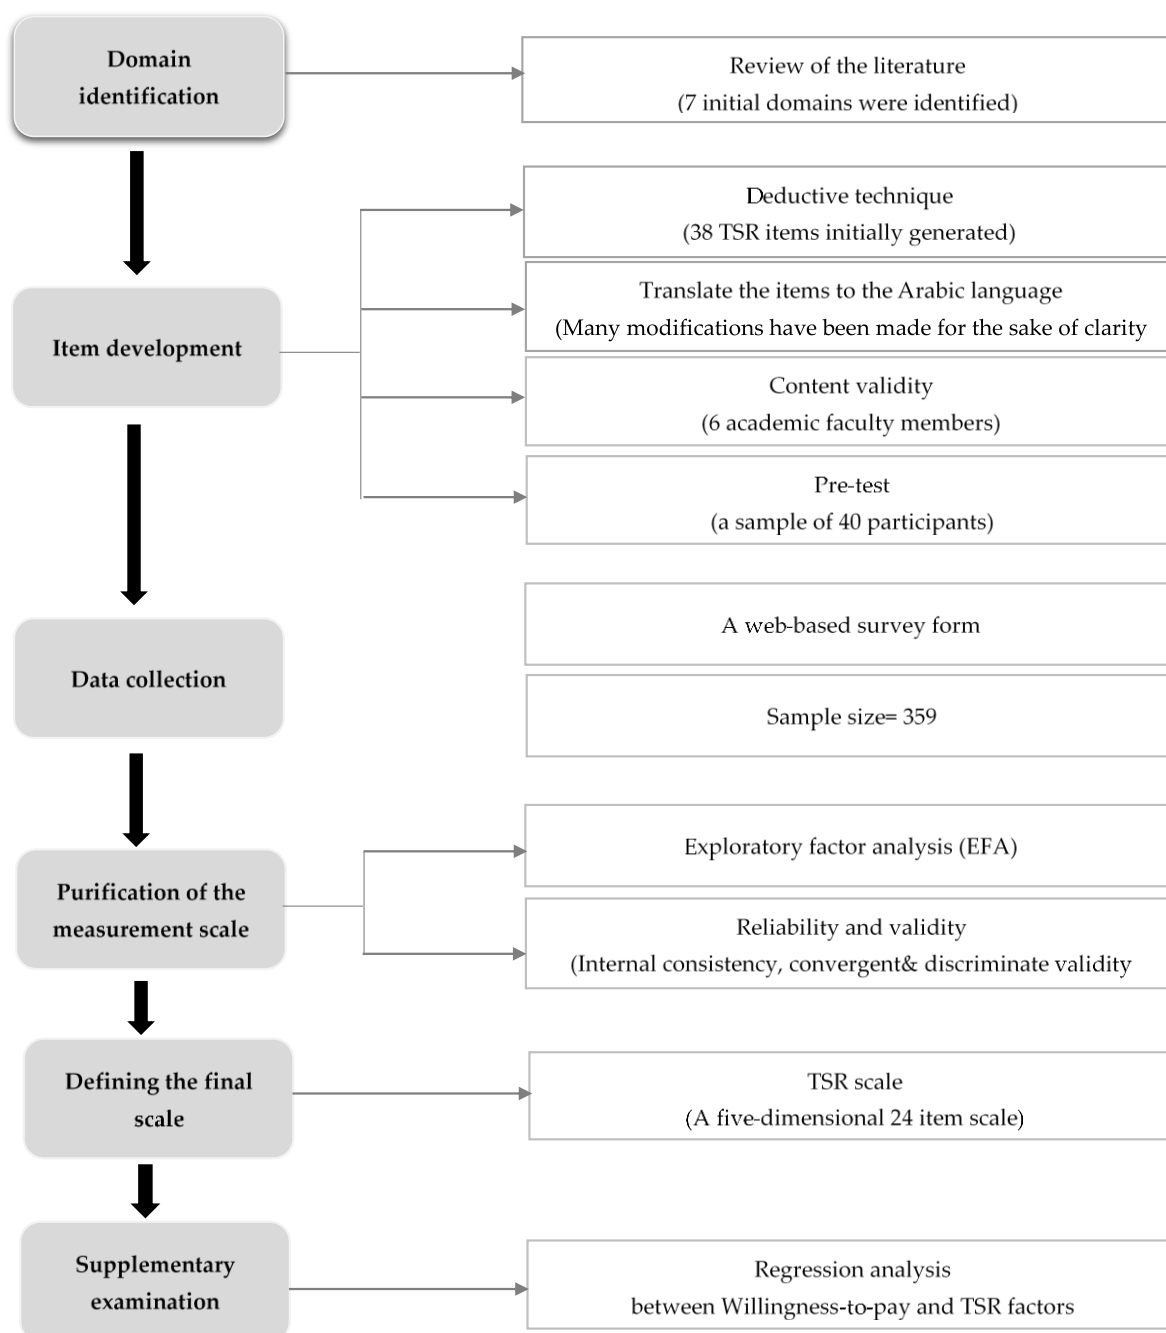 Domain
identification
Review of the literature
(7 initial domains were identified)
Deductive technique
(38 TSR items initially generated)
Translate the items to the Arabic language
(Many modifications have been made for the sake of clarity
Item development
Content validity
(6 academic faculty members)
Pre-test
(a sample of 40 participants)
Data collection
A web-based survey form
Sample size= 359
Purification of the
measurement scale
Exploratory factor analysis (EFA)
Reliability and validity
(Internal consistency, convergent& discriminate validity
Defining the final
scale
TSR scale
(A five-dimensional 24 item scale)
Supplementary
examination
Regression analysis
between Willingness-to-pay and TSR factors